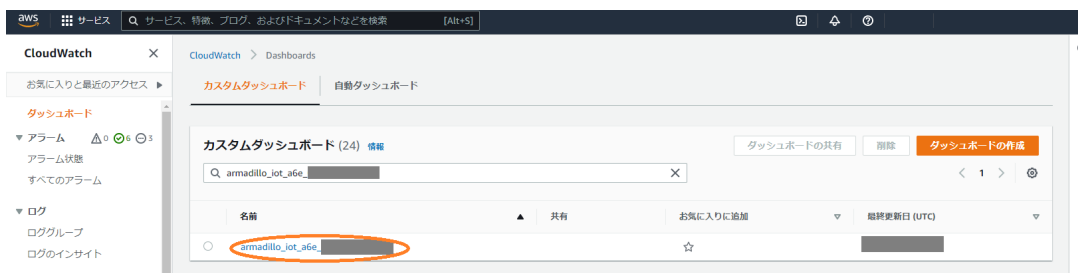 aws サービス サービス、特徴、ブログ、およびドキュメントなどを検索 [Alt+S]
CloudWatch
お気に入りと最近のアクセス
ダッシュボード
アラーム 0 6 3
アラーム状態
すべてのアラーム
ログ
ロググループ
ログのインサイト
CloudWatch > Dashboards
カスタムダッシュボード 自動ダッシュボード
カスタムダッシュボード (24) 情報 ダッシュボードの共有 削除 ダッシュボードの作成
armadillo_iot_a6e_ 1
名前 共有 お気に入りに追加 最終更新日 (UTC)
armadillo_iot_a6e_